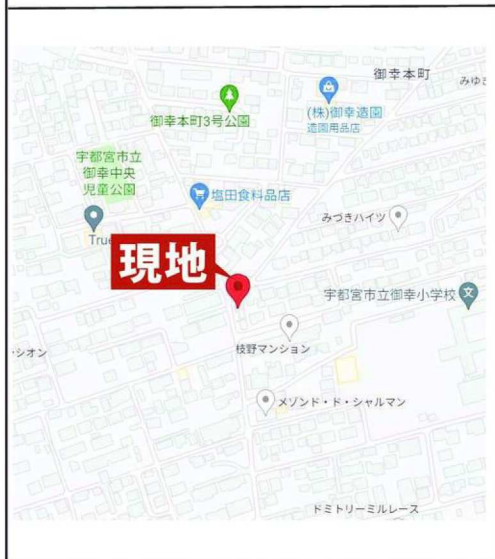 御幸本町
みゆき
御幸本町3号公園
(株)御幸造園
造園用品店
宇都宮市立
御幸中央
児童公園
塩田食料品店
みづきハイツ
True
現地
宇都宮市立御幸小学校
文
枝野マンション
・シオン
メゾンド・ド・シャルマン
ドミトリーミルレース